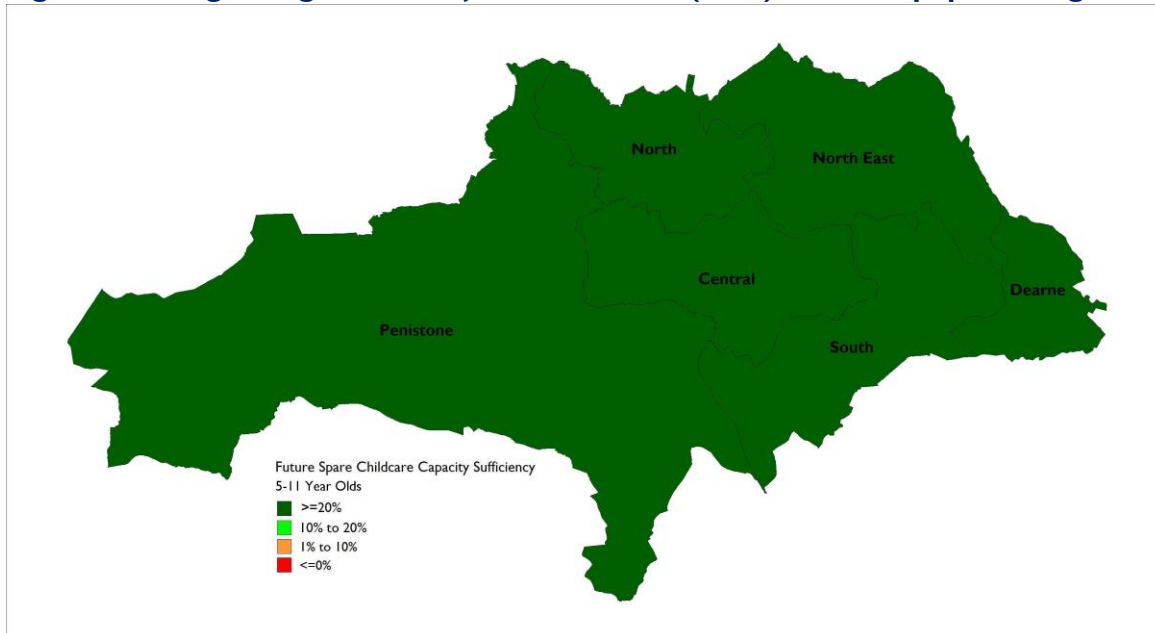 North
North East
Central
Dearne
Penistone
South
Future Spare Childcare Capacity Sufficiency
5-11 Year Olds
>=20%
10% to 20%
1% to 10%
<=0%